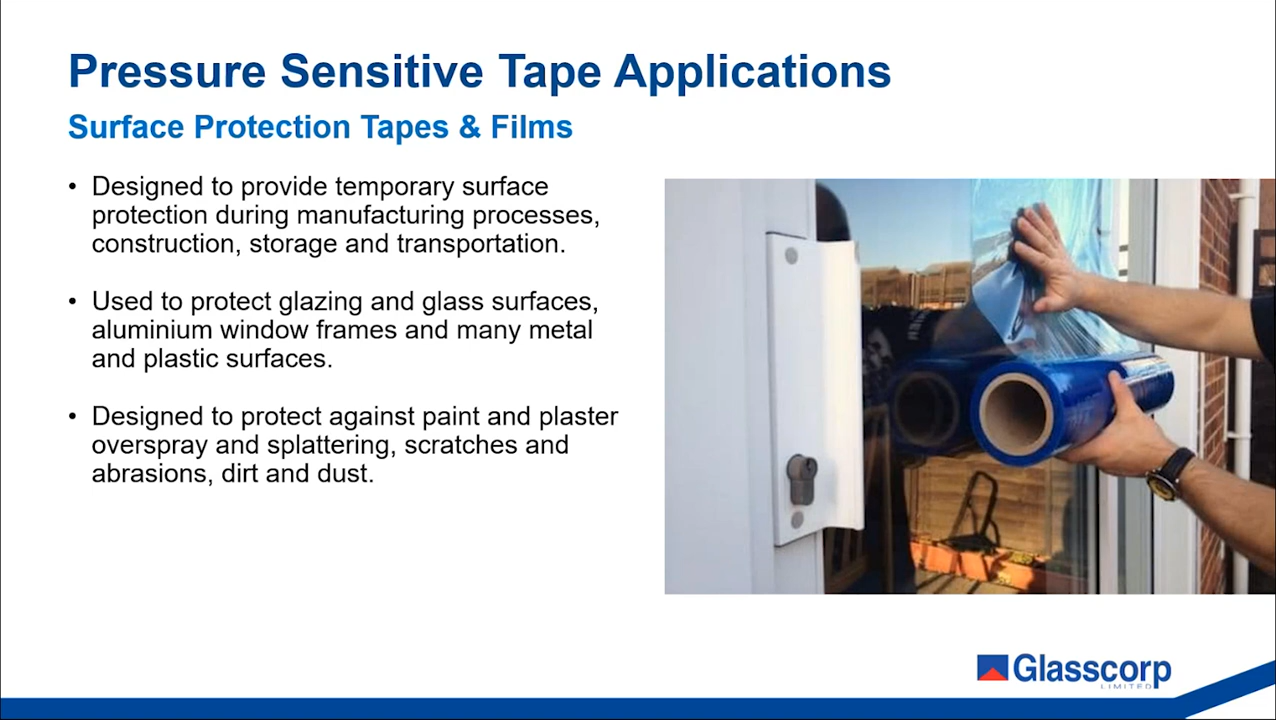 Pressure Sensitive Tape Applications
Surface Protection Tapes & Films
• Designed to provide temporary surface
protection during manufacturing processes,
construction, storage and transportation.
• Used to protect glazing and glass surfaces,
aluminium window frames and many metal
and plastic surfaces.
• Designed to protect against paint and plaster
overspray and splattering, scratches and
abrasions, dirt and dust.
Glasscorp
LIMITED